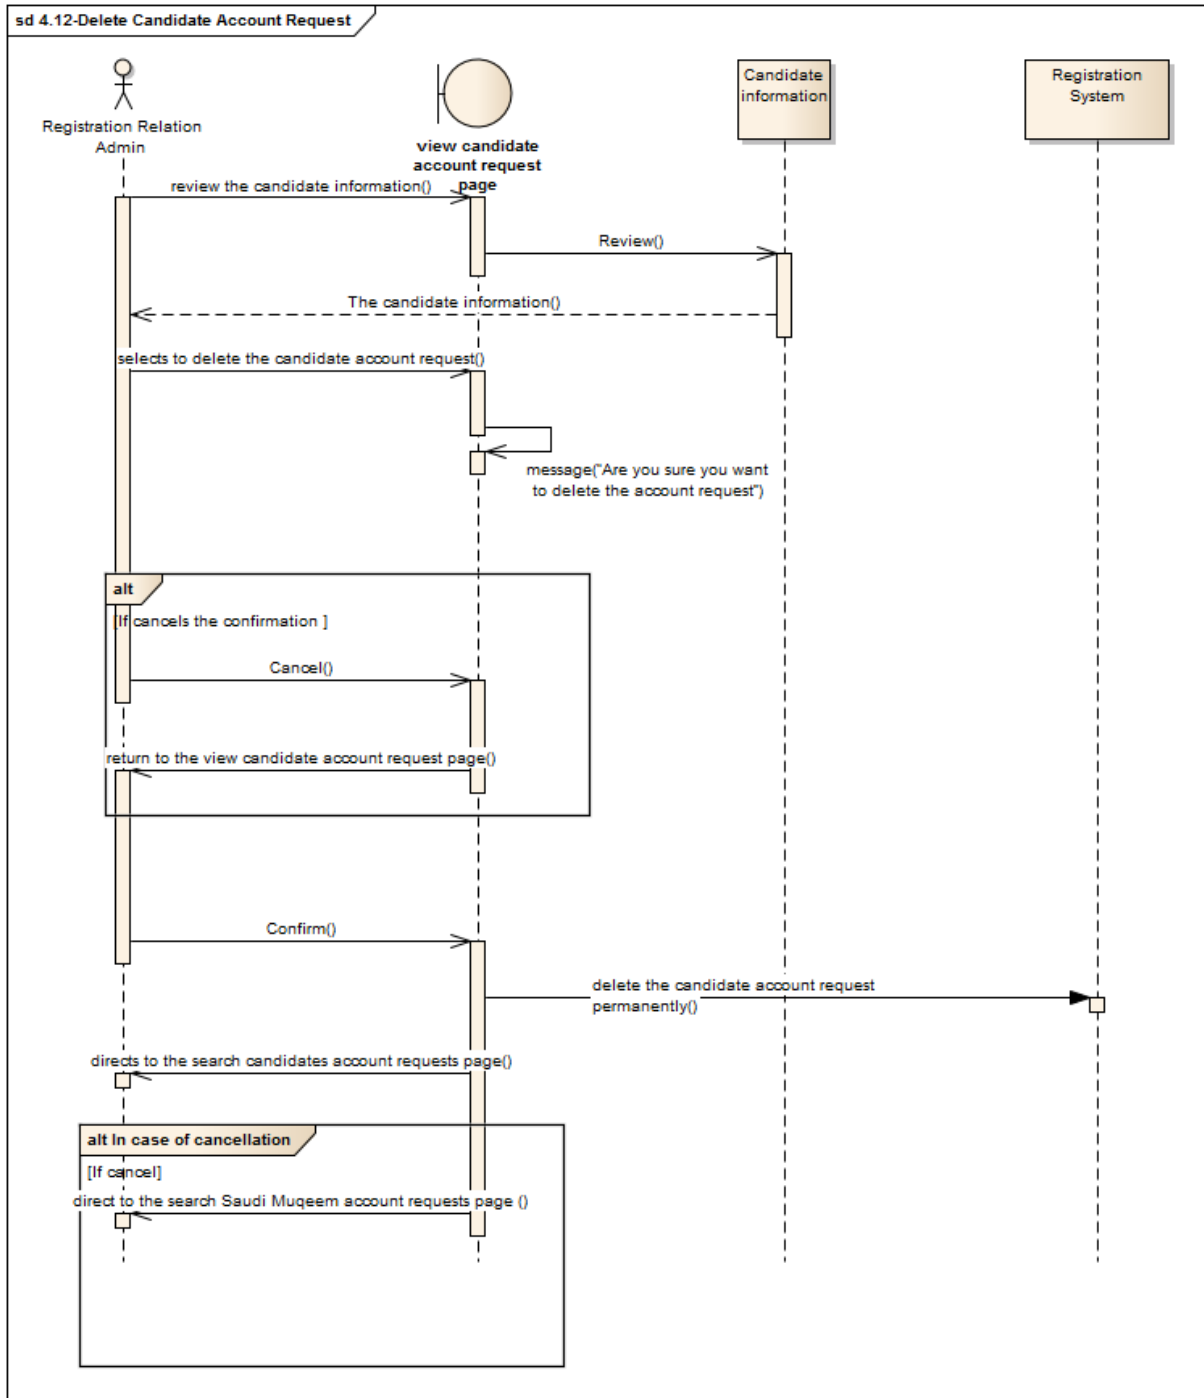 sd 4.12-Delete Candidate Account Request
Registration Relation
Admin
view candidate
account request
page
Candidate
information
Registration
System
review the candidate information()
Review()
The candidate information()
selects to delete the candidate account request()
message("Are you sure you want
to delete the account request")
alt
[If cancels the confirmation ]
Cancel()
return to the view candidate account request page()
Confirm()
delete the candidate account request
permanently()
directs to the search candidates account requests page()
alt In case of cancellation
[If cancel]
direct to the search Saudi Muqeem account requests page ()